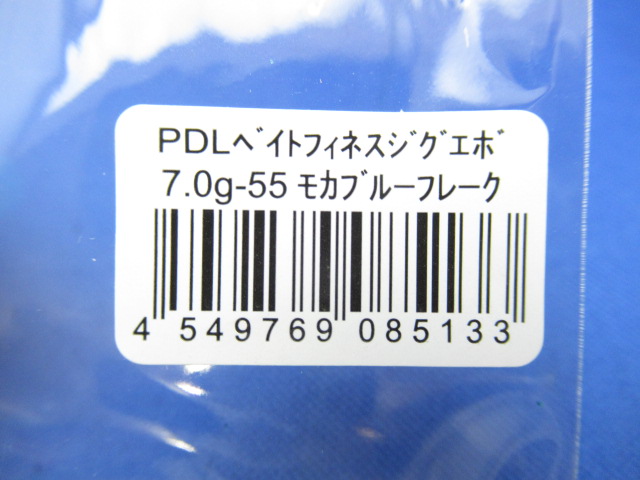 PDLﾍﾞｲﾄﾌｨﾈｽｼﾞｸﾞｴﾎﾞ
7.0g-55 ﾓｶﾌﾞﾙｰﾌﾚｰｸ
4 549769 085133